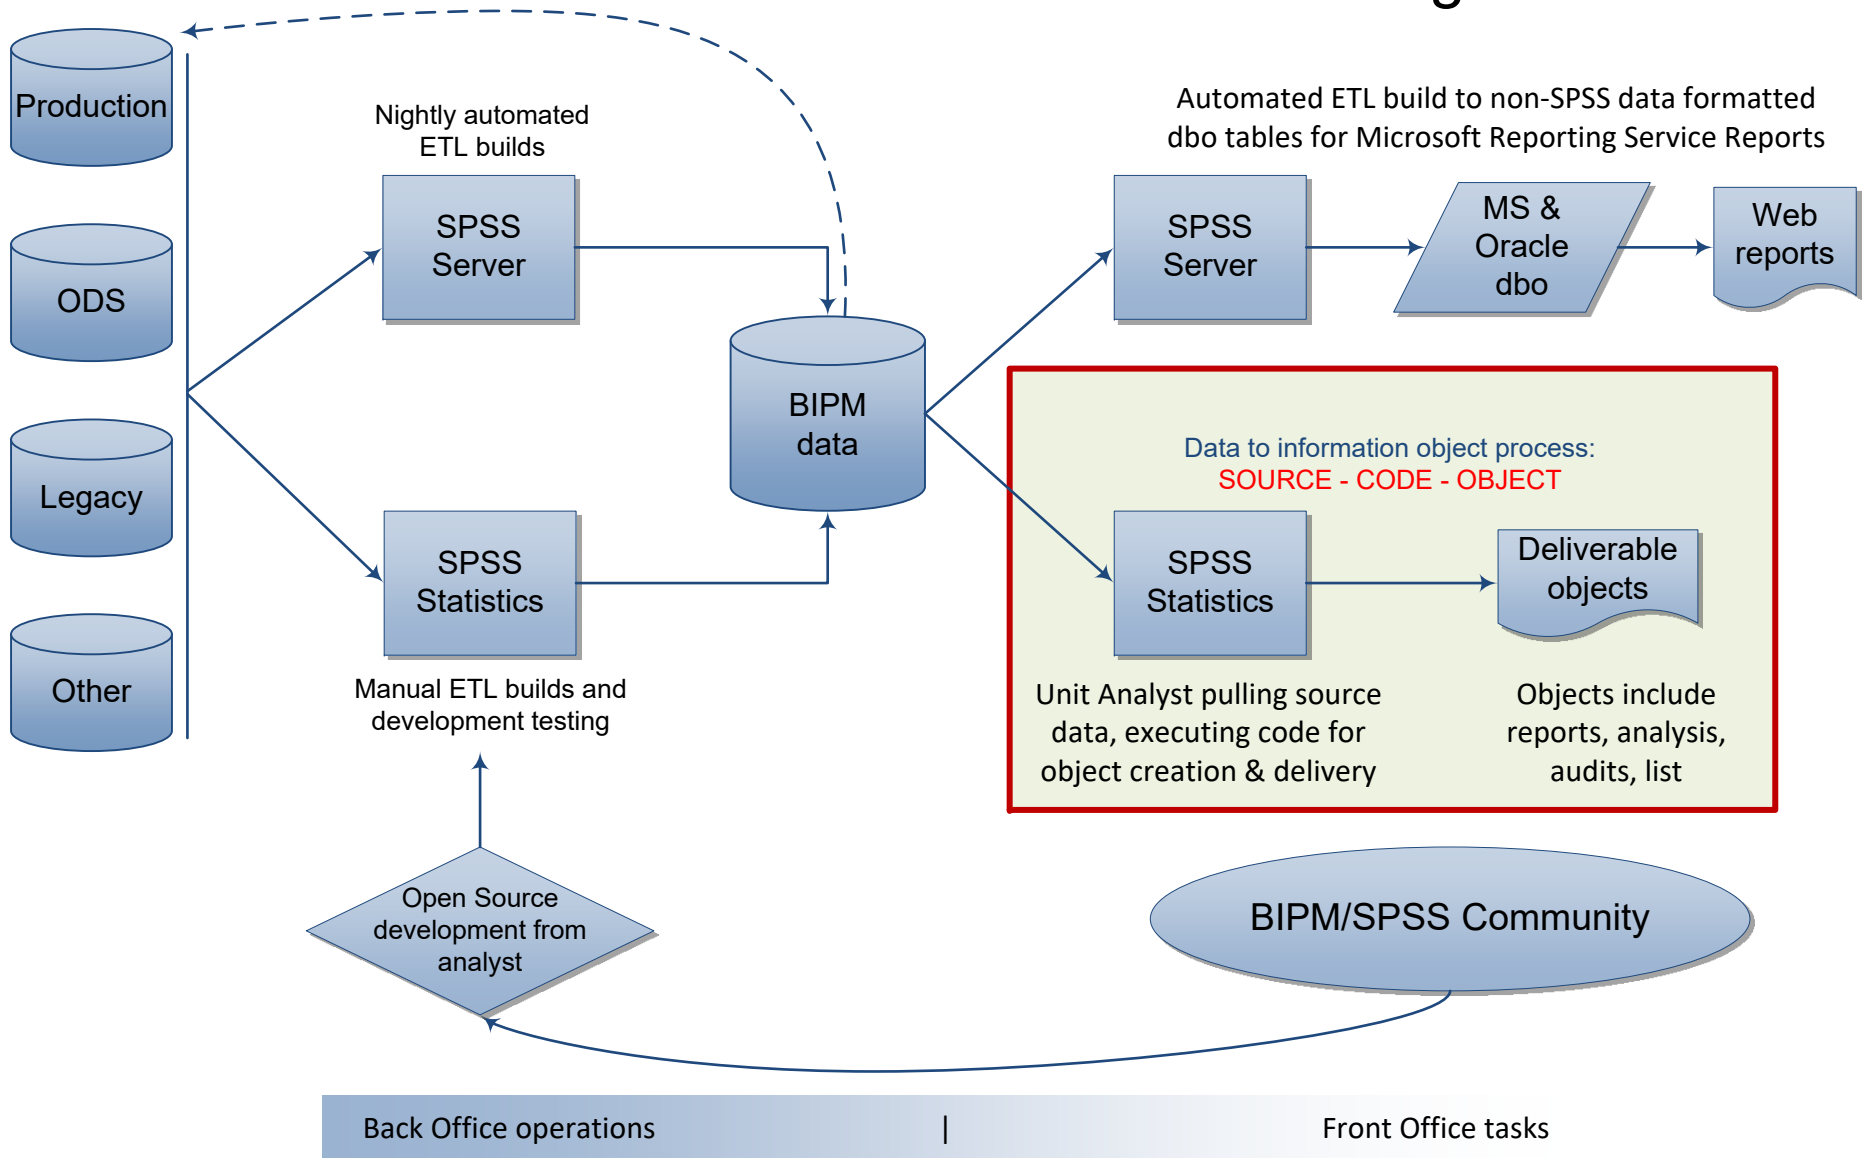 Production
ODS
Legacy
Other
Nightly automated
ETL builds
SPSS
Server
SPSS
Statistics
Manual ETL builds and
development testing
Open Source
development from
analyst
BIPM
data
Automated ETL build to non-SPSS data formatted
dbo tables for Microsoft Reporting Service Reports
SPSS
Server
MS &
Oracle
dbo
Web
reports
Data to information object process:
SOURCE - CODE - OBJECT
SPSS
Statistics
Deliverable
objects
Unit Analyst pulling source
data, executing code for
object creation & delivery
Objects include
reports, analysis,
audits, list
BIPM/SPSS Community
Back Office operations | Front Office tasks